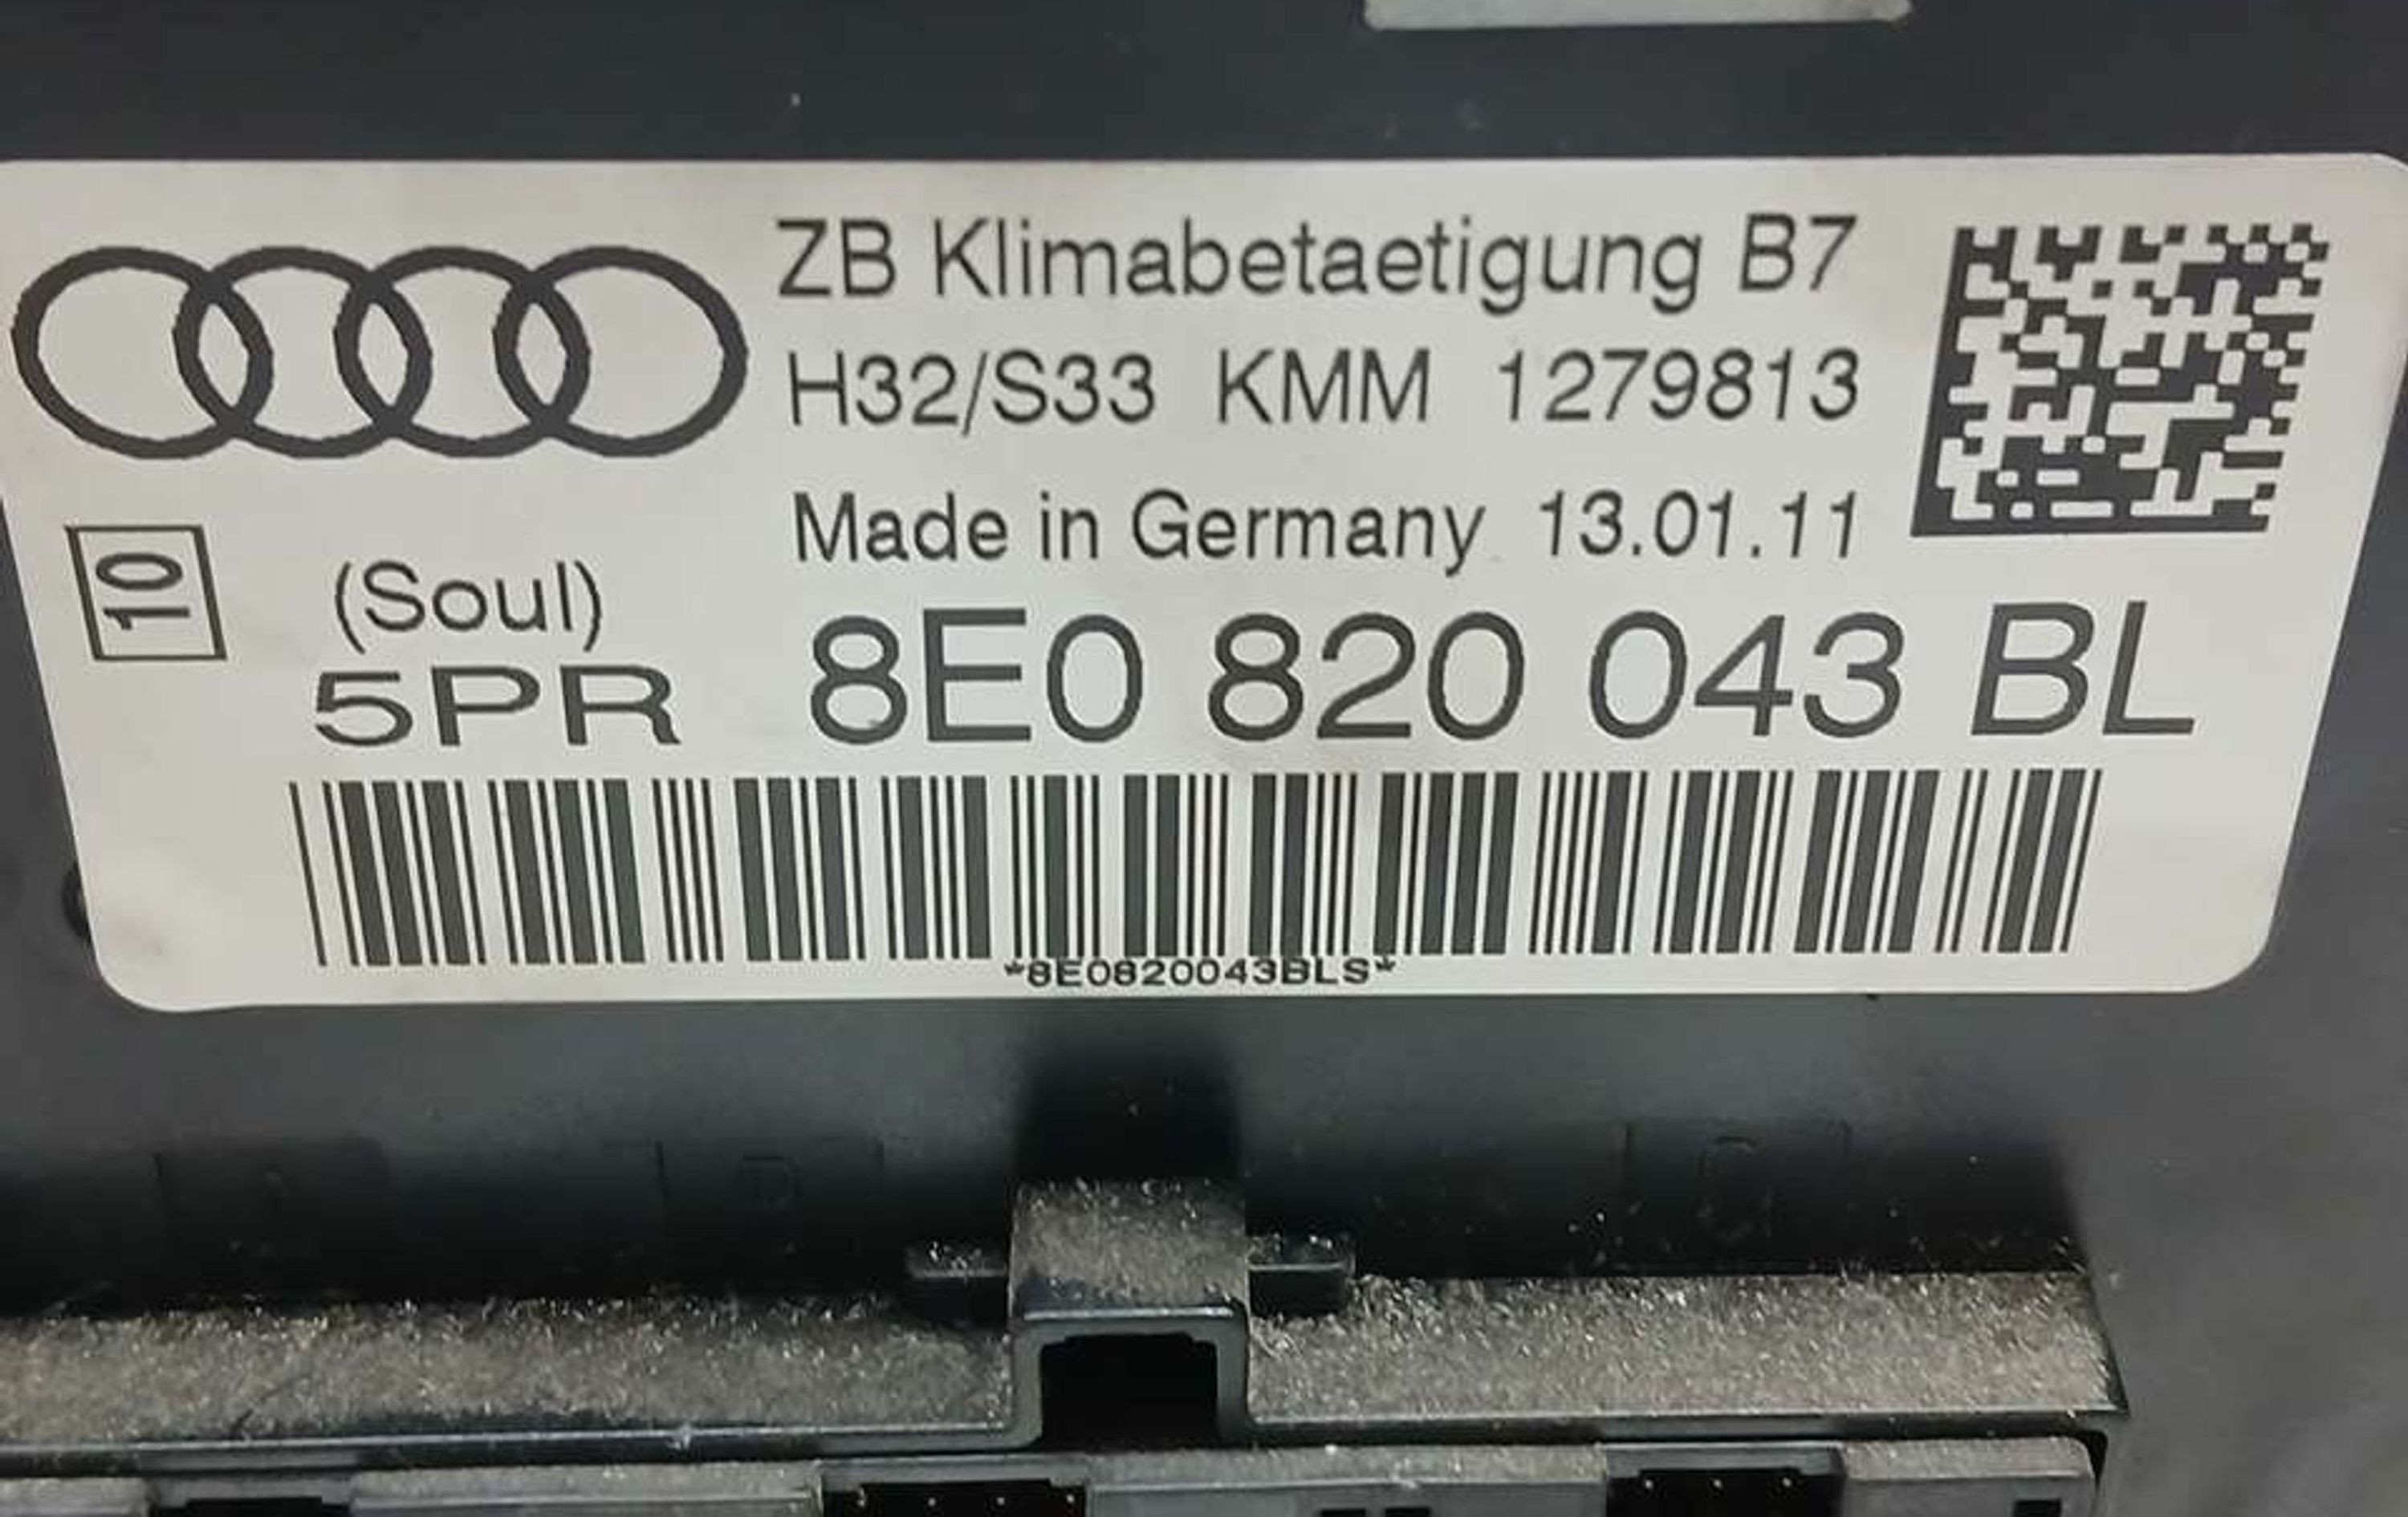 ZB Klimabetaetigung B7
H32/S33 KMM 1279813
Made in Germany 13.01.11
10
(Soul)
5PR 8E0 820 043 BL
*8E0820043BLS*